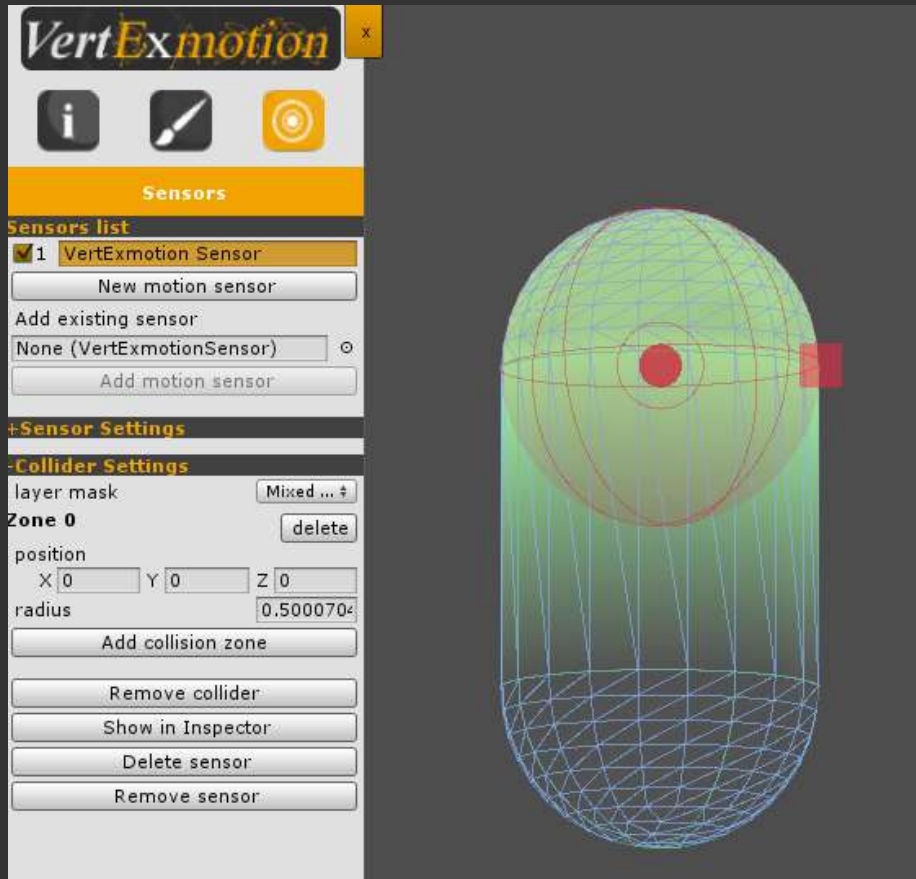 VertExmotion
x
i
Sensors
Sensors list
1 VertExmotion Sensor
New motion sensor
Add existing sensor
None (VertExmotionSensor)
Add motion sensor
+Sensor Settings
-Collider Settings
layer mask Mixed ...
Zone 0 delete
position
X 0 Y 0 Z 0
radius 0.5000704
Add collision zone
Remove collider
Show in Inspector
Delete sensor
Remove sensor